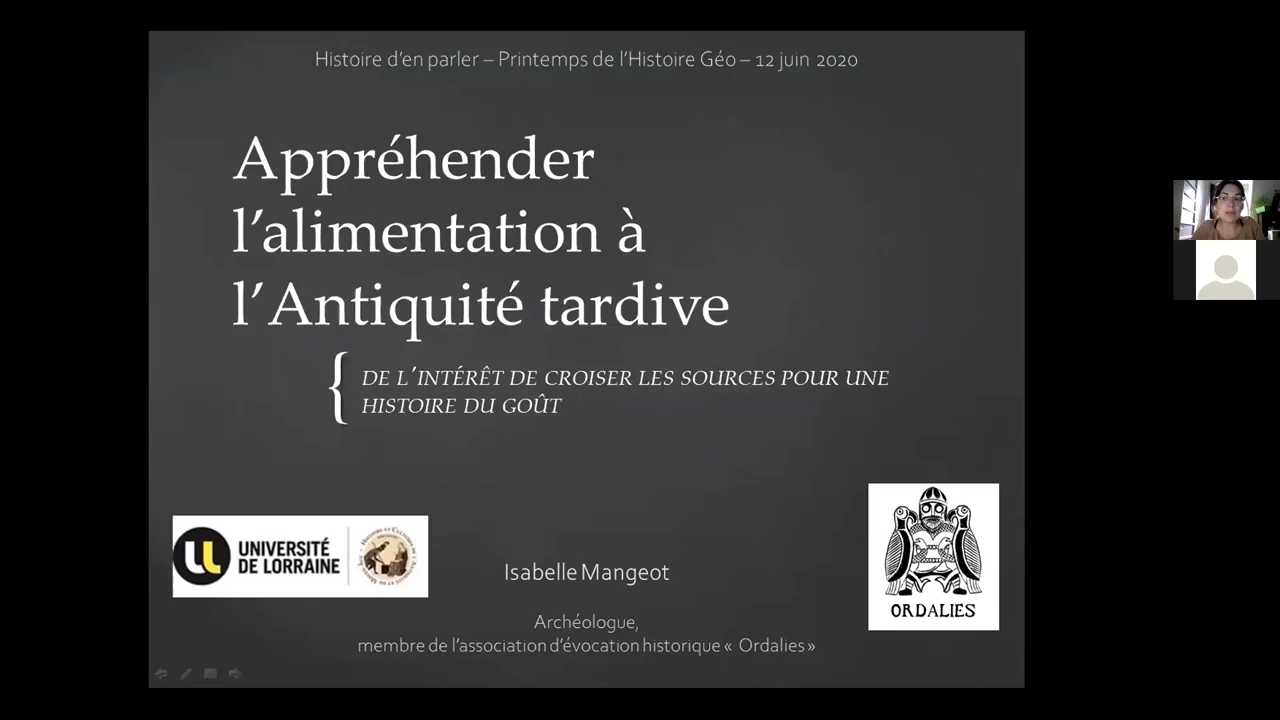 Histoire d'en parler – Printemps de l'Histoire Géo – 12 juin 2020
Appréhender
l'alimentation à
l'Antiquité tardive
DE L'INTÉRÊT DE CROISER LES SOURCES POUR UNE
HISTOIRE DU GOÛT
UNIVERSITÉ
DE LORRAINE
ORDALIES
Isabelle Mangeot
Archéologue,
membre de l'association d'évocation historique « Ordalies »